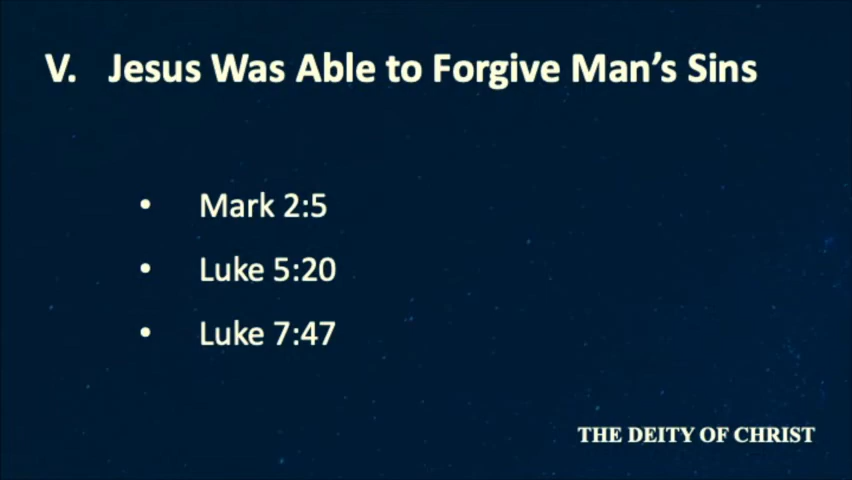 V. Jesus Was Able to Forgive Man's Sins
• Mark 2:5
• Luke 5:20
• Luke 7:47
THE DEITY OF CHRIST